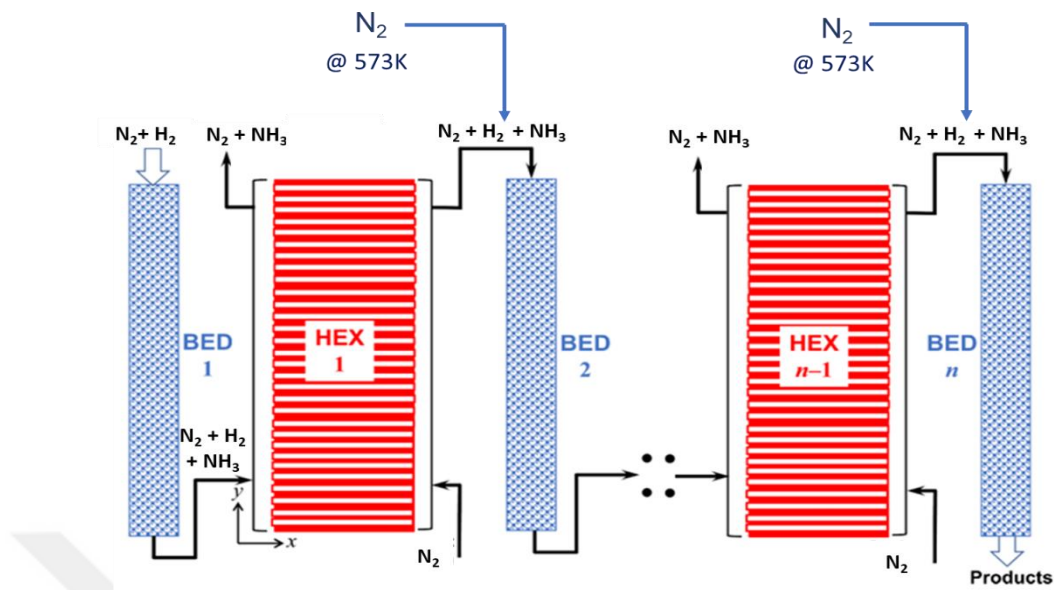 N₂
@ 573K
N₂
@ 573K
N₂+ H₂
N₂ + NH₃
N₂ + H₂ + NH₃
N₂ + NH₃
N₂ + H₂ + NH₃
BED
1
HEX
1
BED
2
HEX
n–1
BED
n
N₂ + H₂
+ NH₃
y
x
N₂
N₂
Products